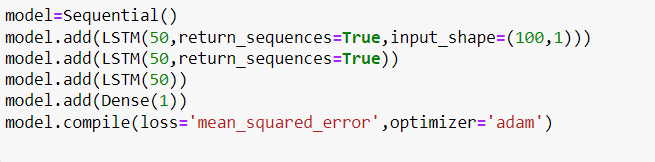 model=Sequential()
model.add(LSTM(50,return_sequences=True,input_shape=(100,1)))
model.add(LSTM(50,return_sequences=True))
model.add(LSTM(50))
model.add(Dense(1))
model.compile(loss='mean_squared_error',optimizer='adam')